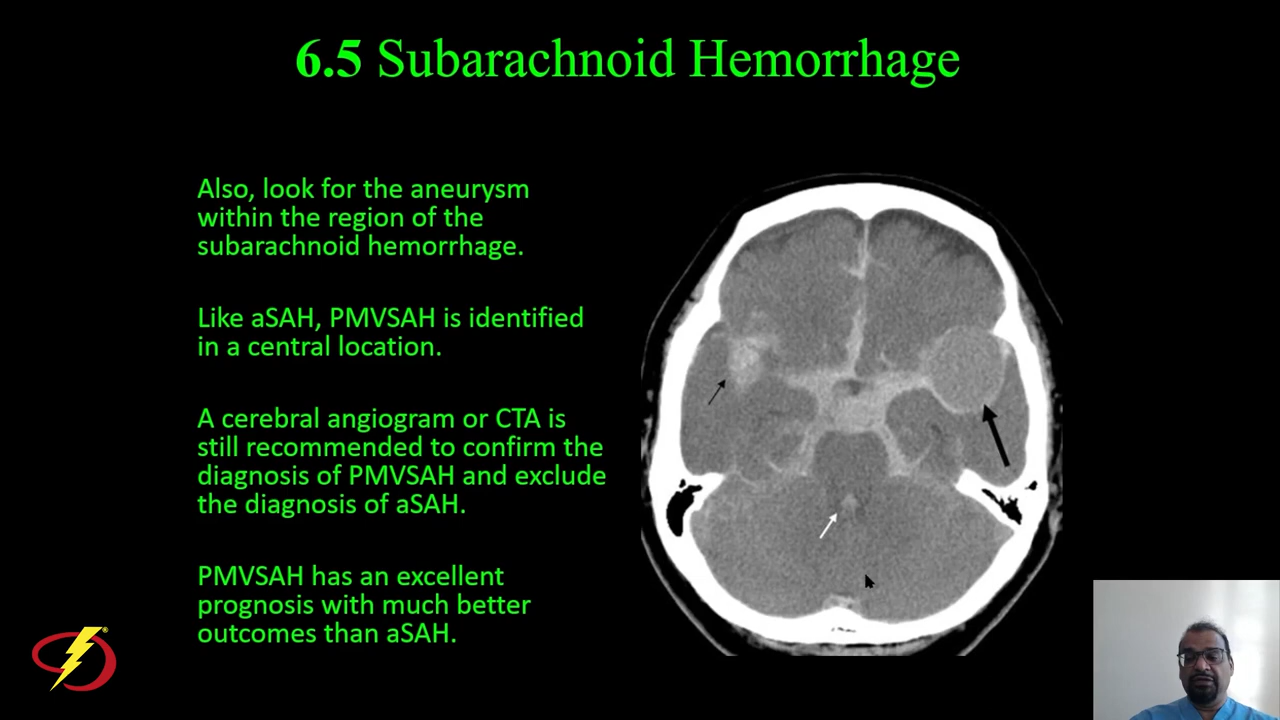 6.5 Subarachnoid Hemorrhage
Also, look for the aneurysm
within the region of the
subarachnoid hemorrhage.
Like aSAH, PMVSAH is identified
in a central location.
A cerebral angiogram or CTA is
still recommended to confirm the
diagnosis of PMVSAH and exclude
the diagnosis of aSAH.
PMVSAH has an excellent
prognosis with much better
outcomes than aSAH.
®